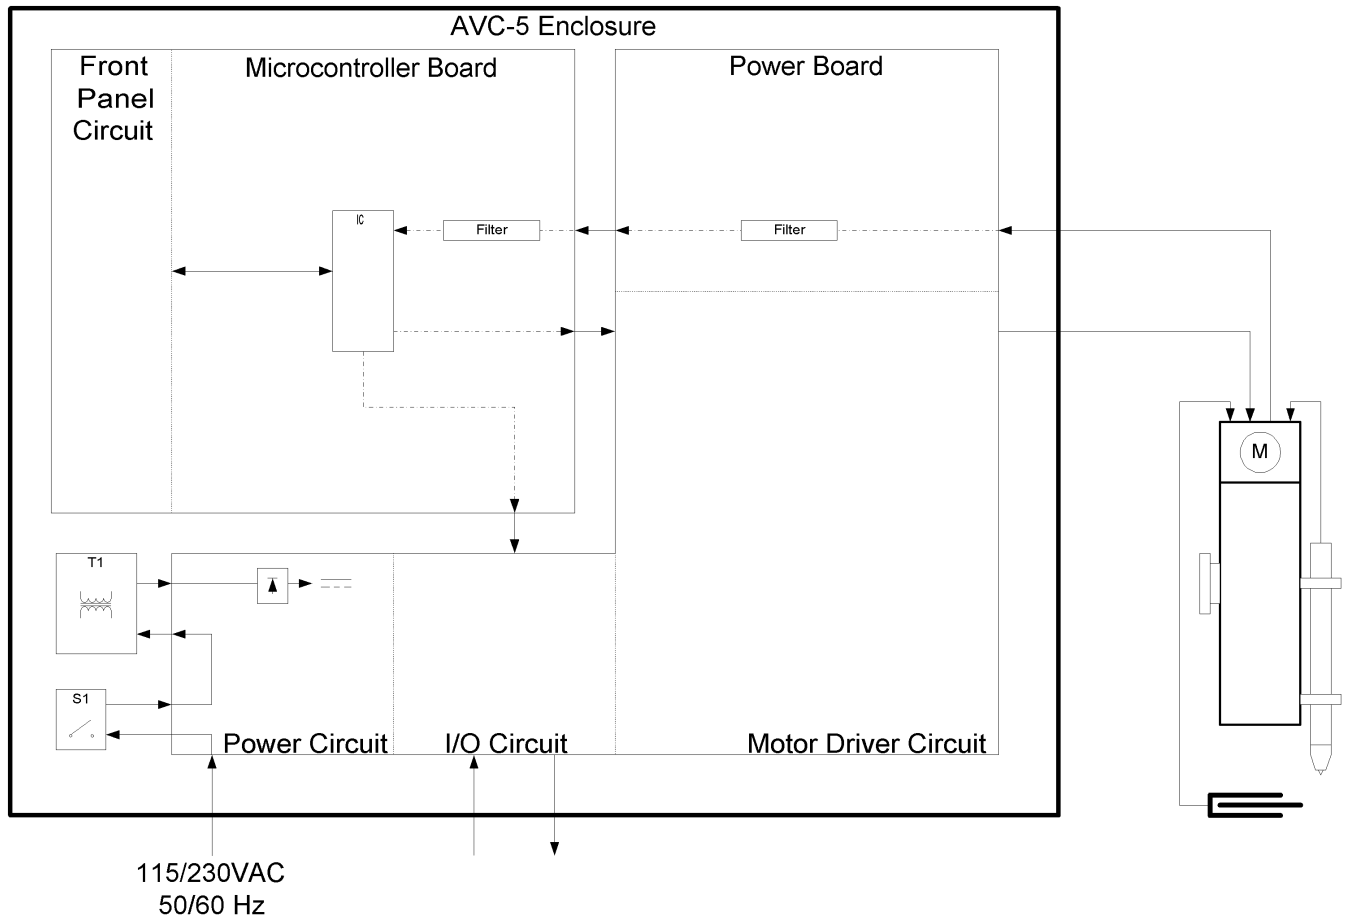 AVC-5 Enclosure
Front
Panel
Circuit
Microcontroller Board
Power Board
IC
Filter
Filter
M
T1
S1
Power Circuit
I/O Circuit
Motor Driver Circuit
115/230VAC
50/60 Hz